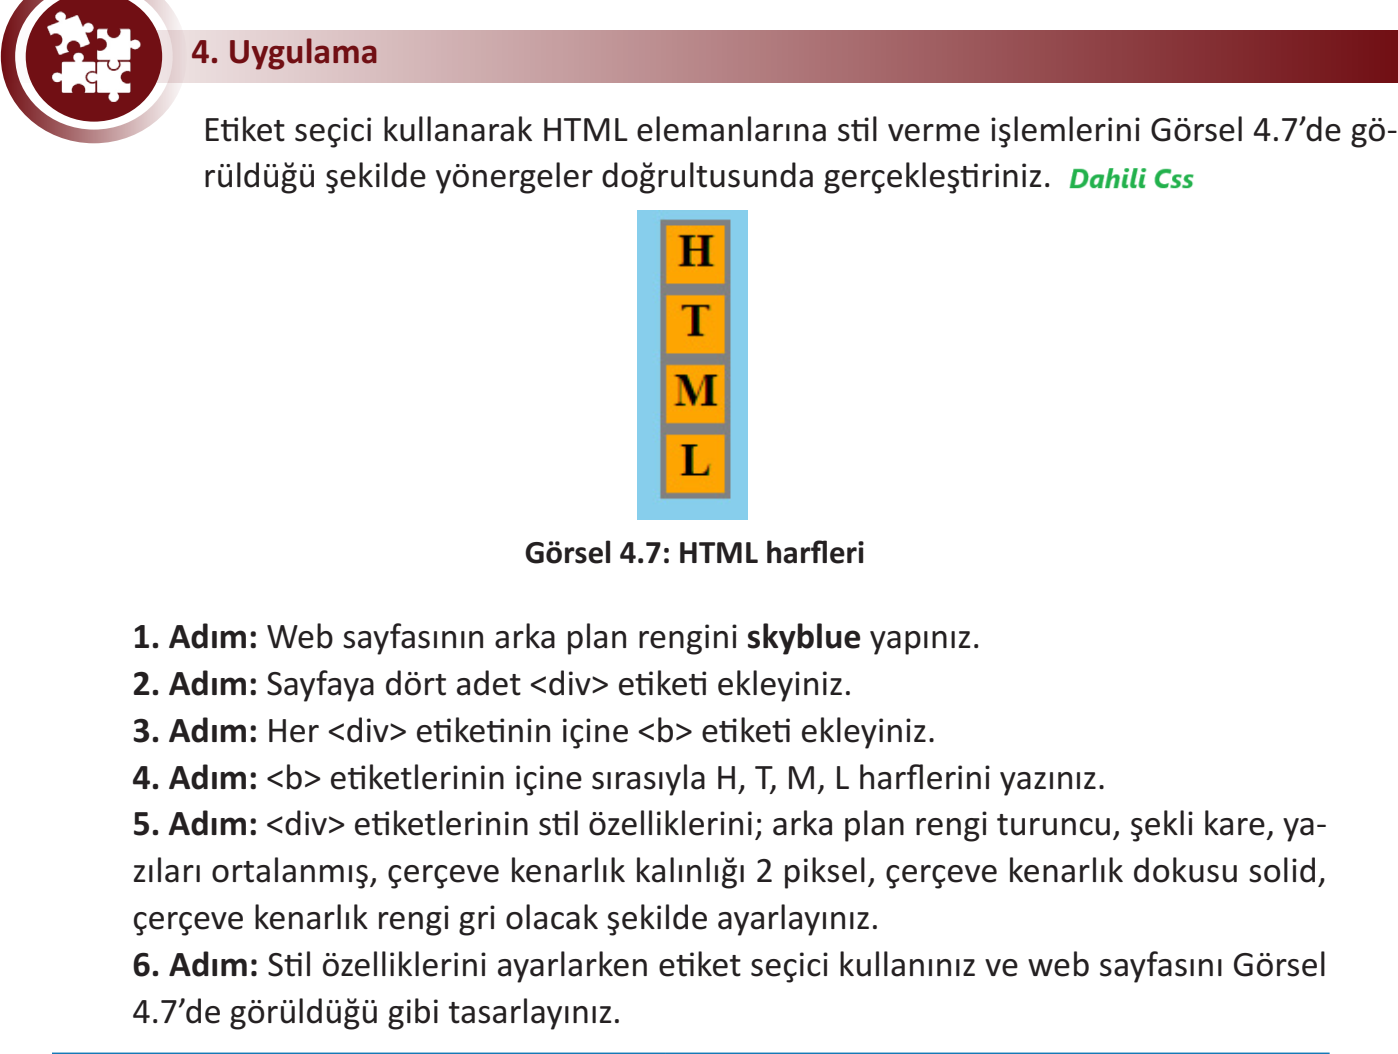 4. Uygulama
Etiket seçici kullanarak HTML elemanlarına stil verme işlemlerini Görsel 4.7’de gö-
rüldüğü şekilde yönergeler doğrultusunda gerçekleştiriniz. Dahili Css
H
T
M
L
Görsel 4.7: HTML harfleri
1. Adım: Web sayfasının arka plan rengini skyblue yapınız.
2. Adım: Sayfaya dört adet <div> etiketi ekleyiniz.
3. Adım: Her <div> etiketinin içine <b> etiketi ekleyiniz.
4. Adım: <b> etiketlerinin içine sırasıyla H, T, M, L harflerini yazınız.
5. Adım: <div> etiketlerinin stil özelliklerini; arka plan rengi turuncu, şekli kare, ya-
zıları ortalanmış, çerçeve kenarlık kalınlığı 2 piksel, çerçeve kenarlık dokusu solid,
çerçeve kenarlık rengi gri olacak şekilde ayarlayınız.
6. Adım: Stil özelliklerini ayarlarken etiket seçici kullanınız ve web sayfasını Görsel
4.7’de görüldüğü gibi tasarlayınız.